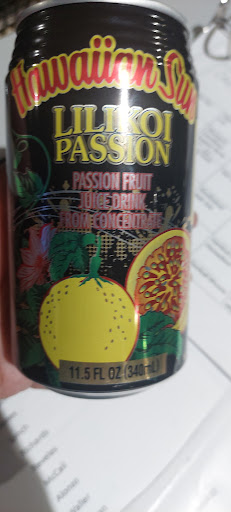 Hawaiian Sun
LILIKOI
PASSION
PASSION FRUIT
JUICE DRINK
FROM CONCENTRATE
11.5 FL OZ (340mL)